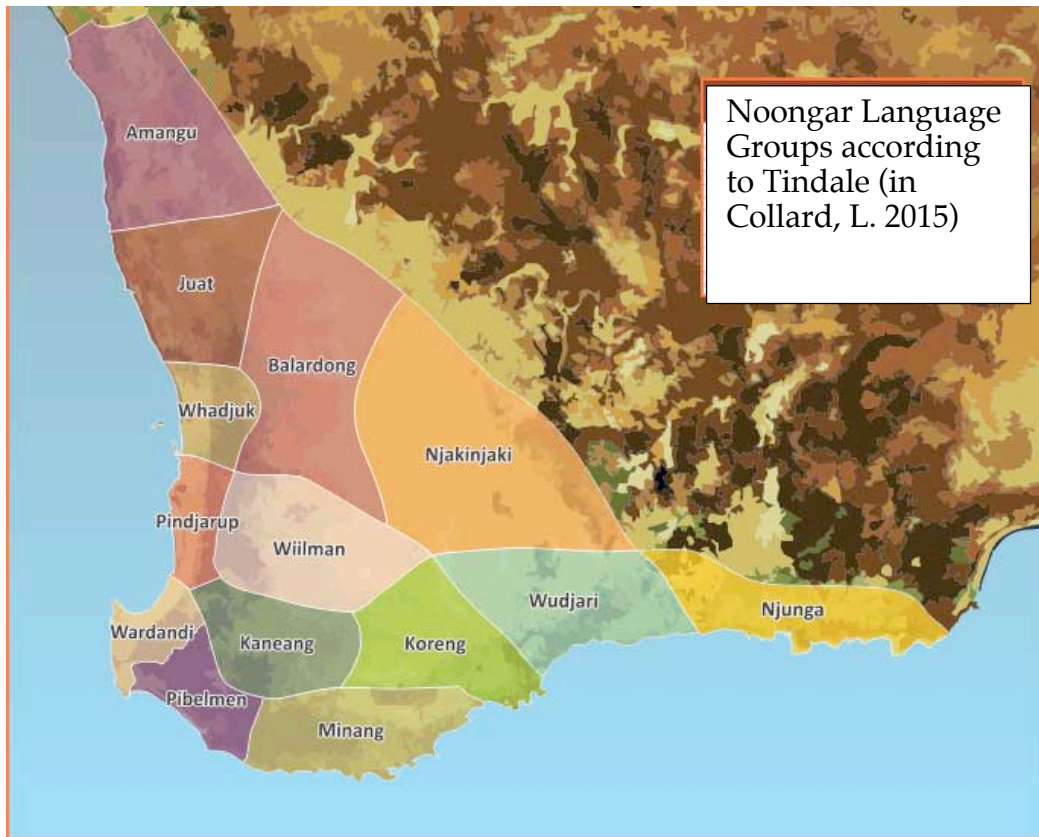 Noongar Language
Groups according
to Tindale (in
Collard, L. 2015)
Amangu
Juat
Balardong
Whadjuk
Njakinjaki
Pindjarup
Wiilman
Wudjari
Njunga
Wardandi
Kaneang
Koreng
Pibelmen
Minang